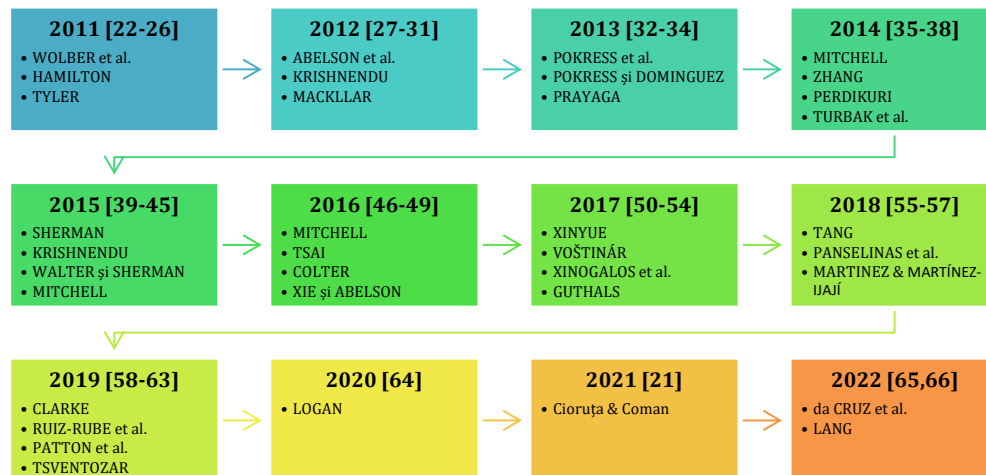 2011 [22-26]
• WOLBER et al.
• HAMILTON
• TYLER
2012 [27-31]
• ABELSON et al.
• KRISHNENDU
• MACKLLAR
2013 [32-34]
• POKRESS et al.
• POKRESS și DOMINGUEZ
• PRAYAGA
2014 [35-38]
• MITCHELL
• ZHANG
• PERDIKURI
• TURBAK et al.
2015 [39-45]
• SHERMAN
• KRISHNENDU
• WALTER și SHERMAN
• MITCHELL
2016 [46-49]
• MITCHELL
• TSAI
• COLTER
• XIE și ABELSON
2017 [50-54]
• XINYUE
• VOŠTINÁR
• XINOGALOS et al.
• GUTHALS
2018 [55-57]
• TANG
• PANSELINAS et al.
• MARTINEZ & MARTÍNEZ-
IJAJÍ
2019 [58-63]
• CLARKE
• RUIZ-RUBE et al.
• PATTON et al.
• TSVENTOZAR
2020 [64]
• LOGAN
2021 [21]
• Cioruța & Coman
2022 [65,66]
• da CRUZ et al.
• LANG